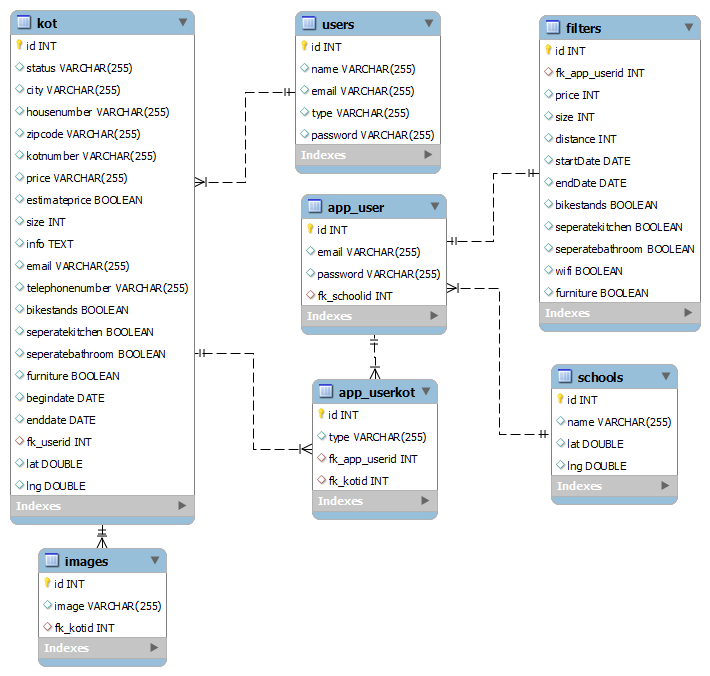 kot
id INT
status VARCHAR(255)
city VARCHAR(255)
housenumber VARCHAR(255)
zipcode VARCHAR(255)
kotnumber VARCHAR(255)
price VARCHAR(255)
estimateprice BOOLEAN
size INT
info TEXT
email VARCHAR(255)
telephonenumber VARCHAR(255)
bikestands BOOLEAN
seperatekitchen BOOLEAN
seperatebathroom BOOLEAN
furniture BOOLEAN
begindate DATE
enddate DATE
fk_userid INT
lat DOUBLE
lng DOUBLE
Indexes
images
id INT
image VARCHAR(255)
fk_kotid INT
Indexes
users
id INT
name VARCHAR(255)
email VARCHAR(255)
type VARCHAR(255)
password VARCHAR(255)
Indexes
app_user
id INT
email VARCHAR(255)
password VARCHAR(255)
fk_schoolid INT
Indexes
app_userkot
id INT
type VARCHAR(255)
fk_app_userid INT
fk_kotid INT
Indexes
filters
id INT
fk_app_userid INT
price INT
size INT
distance INT
startDate DATE
endDate DATE
bikestands BOOLEAN
seperatekitchen BOOLEAN
seperatebathroom BOOLEAN
wifi BOOLEAN
furniture BOOLEAN
Indexes
schools
id INT
name VARCHAR(255)
lat DOUBLE
lng DOUBLE
Indexes